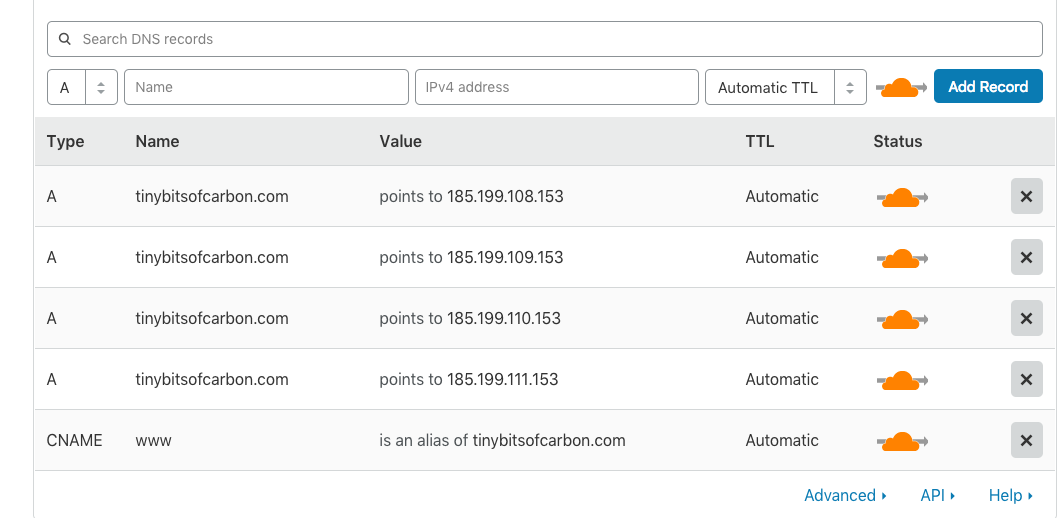 Search DNS records
A Name IPv4 address Automatic TTL Add Record
Type Name Value TTL Status
A tinybitsofcarbon.com points to 185.199.108.153 Automatic
A tinybitsofcarbon.com points to 185.199.109.153 Automatic
A tinybitsofcarbon.com points to 185.199.110.153 Automatic
A tinybitsofcarbon.com points to 185.199.111.153 Automatic
CNAME www is an alias of tinybitsofcarbon.com Automatic
Advanced API Help